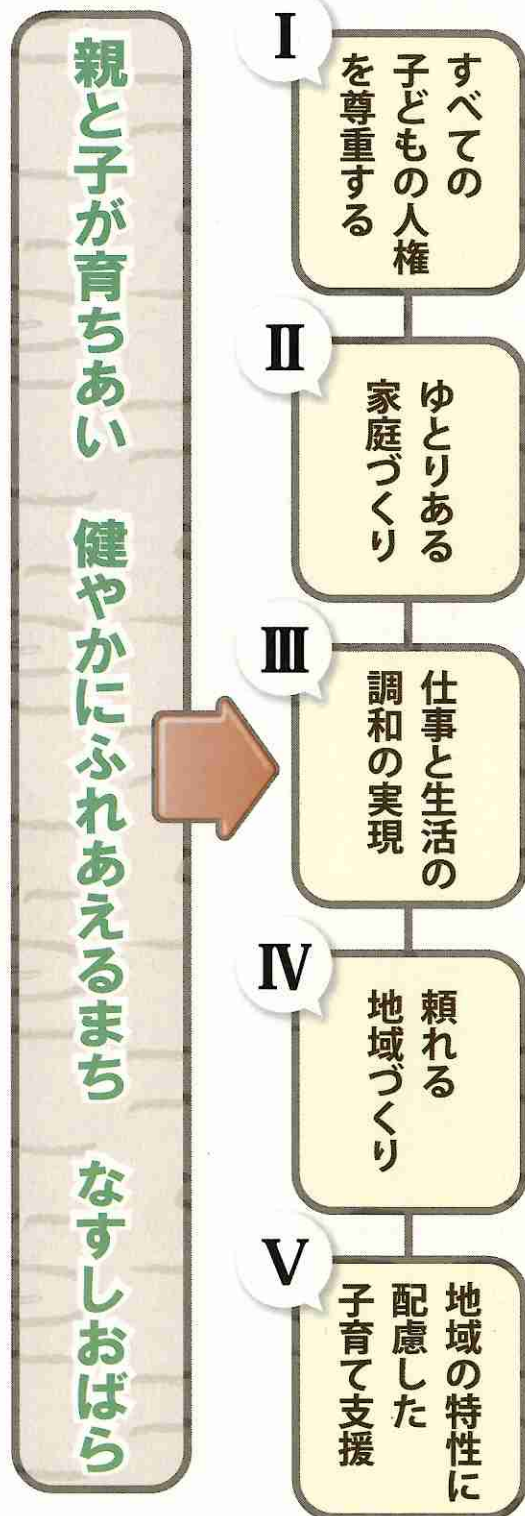 親と子が育ちあい　健やかにふれあえるまち　なすしおばら
I
すべての
子どもの人権
を尊重する
II
ゆとりある
家庭づくり
III
仕事と生活の
調和の実現
IV
頼れる
地域づくり
V
地域の特性に
配慮した
子育て支援